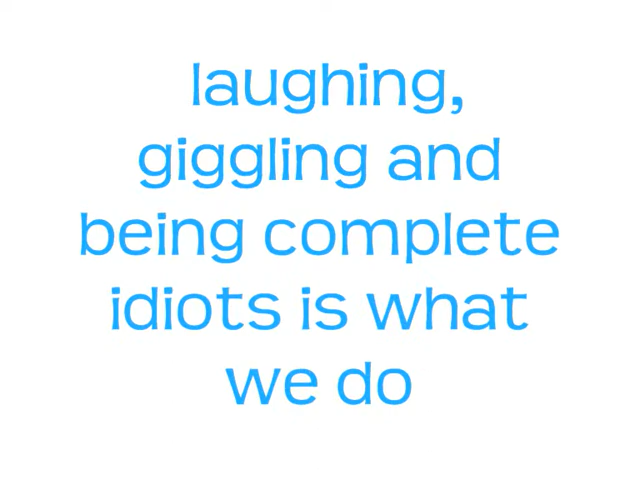 laughing,
giggling and
being complete
idiots is what
we do